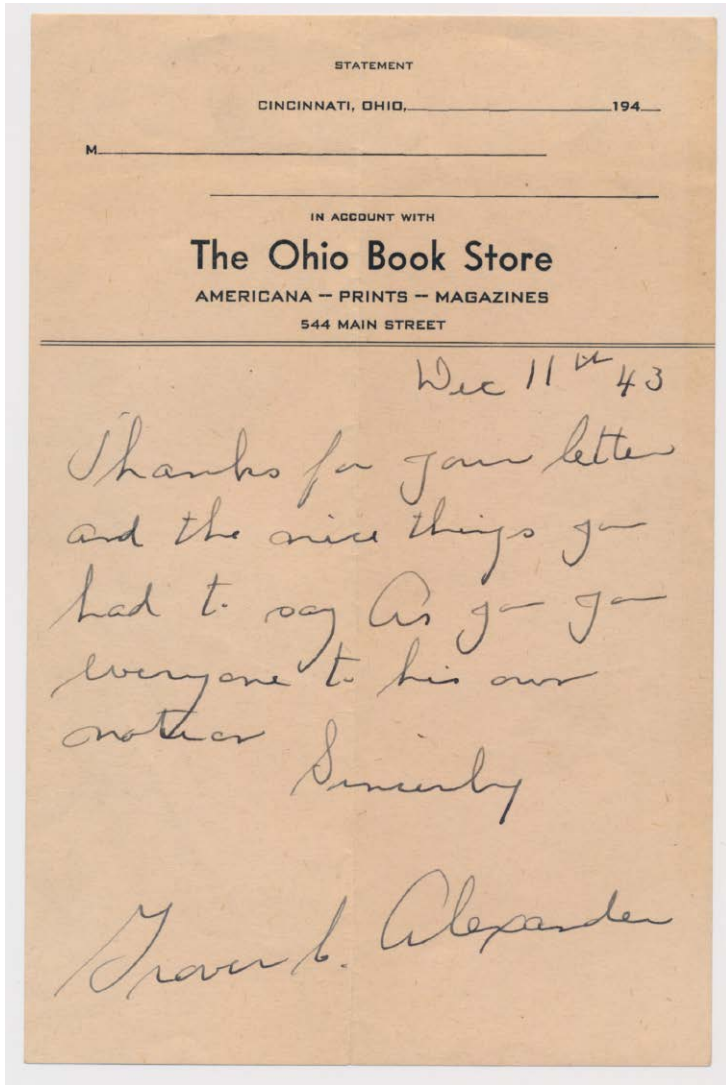 STATEMENT
CINCINNATI, OHIO, 194
M
IN ACCOUNT WITH
The Ohio Book Store
AMERICANA -- PRINTS -- MAGAZINES
544 MAIN STREET
Dec 11th 43
Thanks for your letter
and the nice things you
had to say As you
everyone to his own
Sincerely
Grover C. Alexander